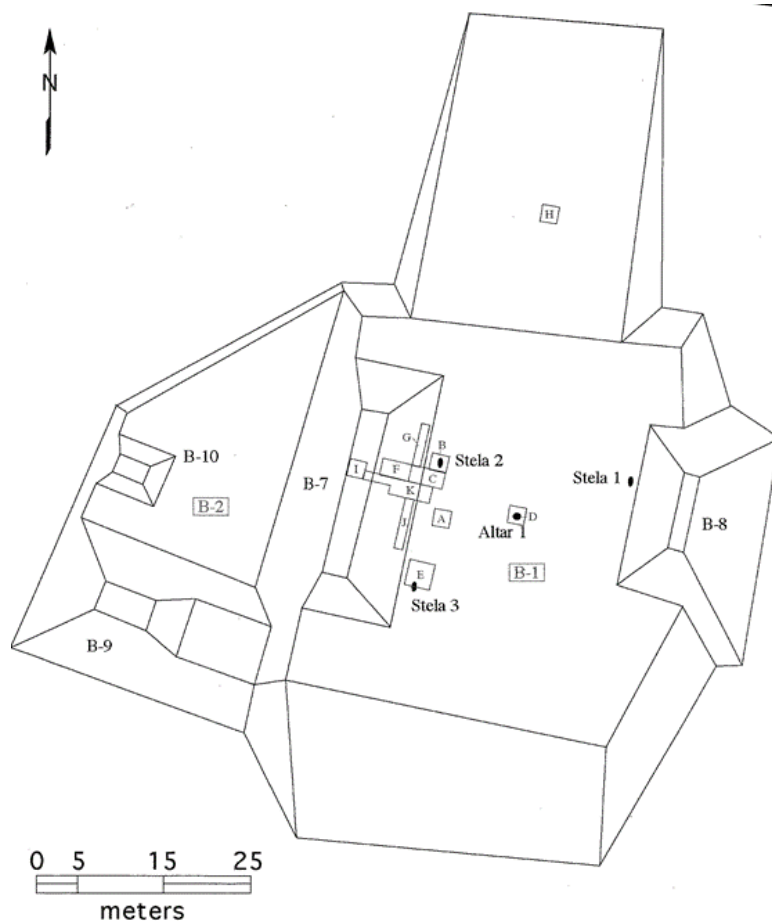 N
H
B-10
B-2
B-7
G
B
Stela 2
I
F
C
K
A
J
D
Altar 1
E
Stela 3
B-1
Stela 1
B-8
B-9
0 5 15 25
meters